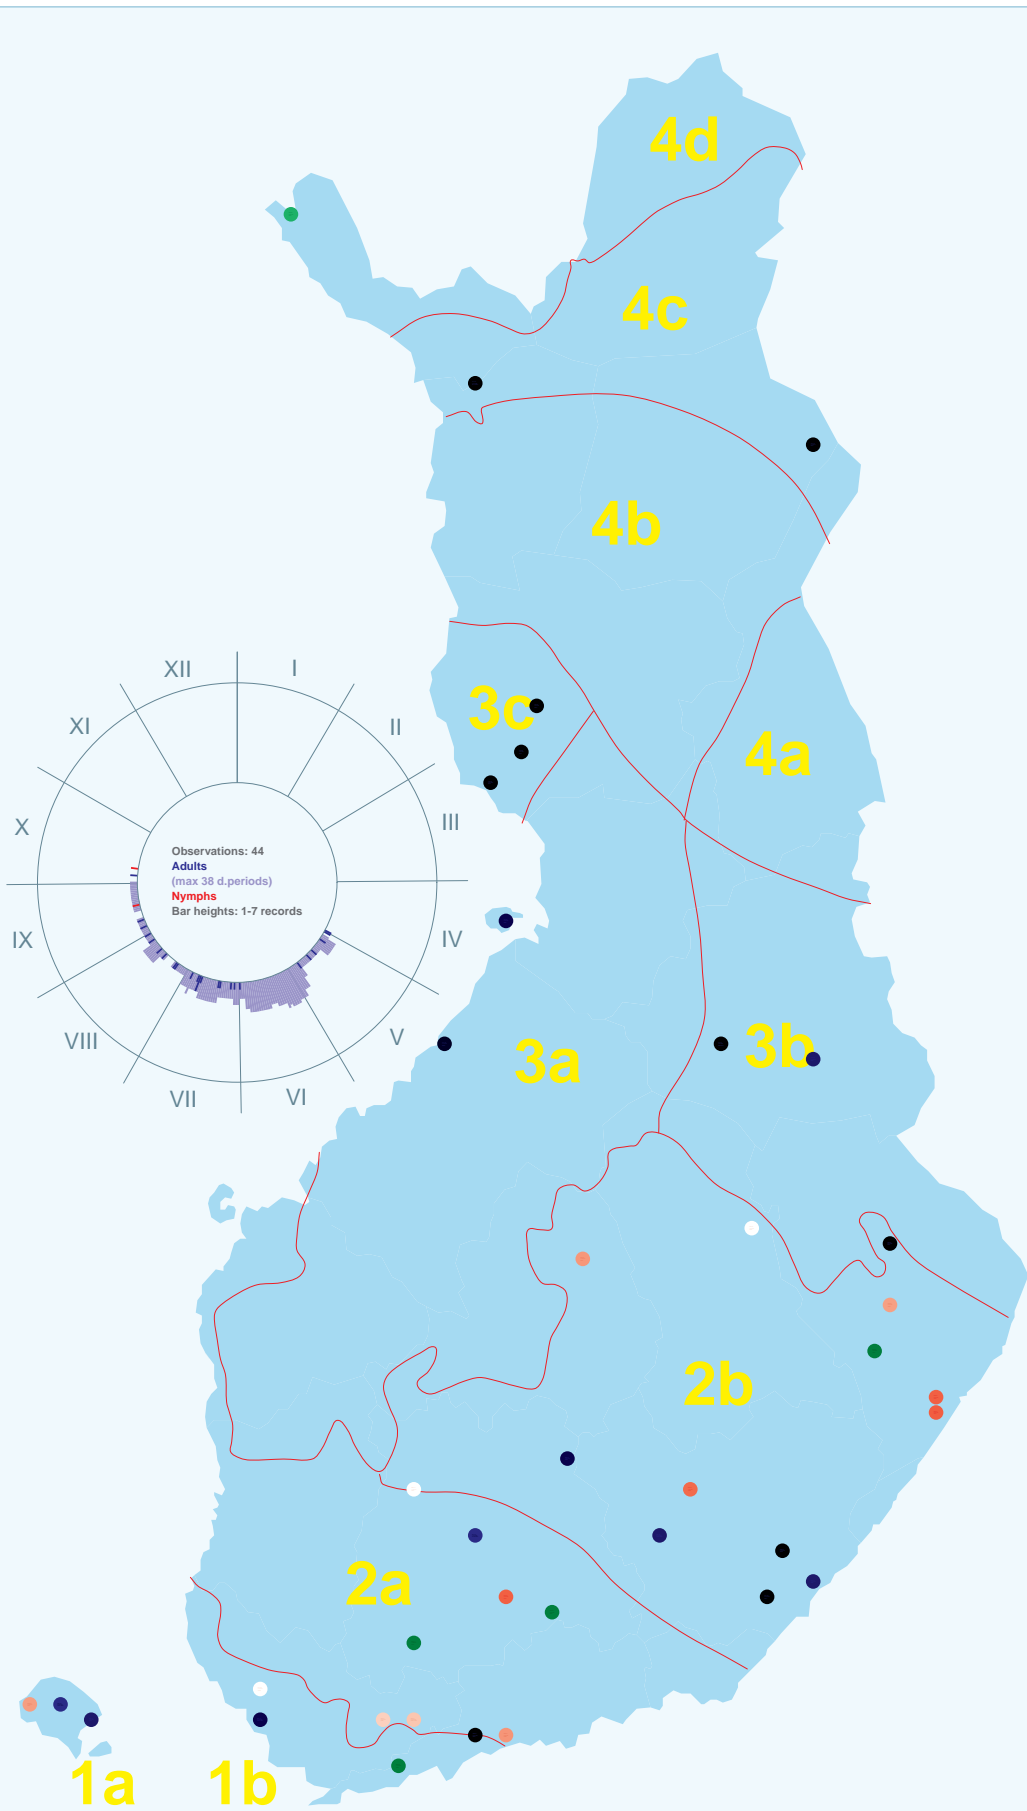 4d
4c
4b
XII
I
XI
II
3c
4a
X
III
Observations: 44
Adults
(max 38 d.periods)
Nymphs
Bar heights: 1-7 records
IX
IV
VIII
V
3a
3b
VII
VI
2b
2a
1a
1b